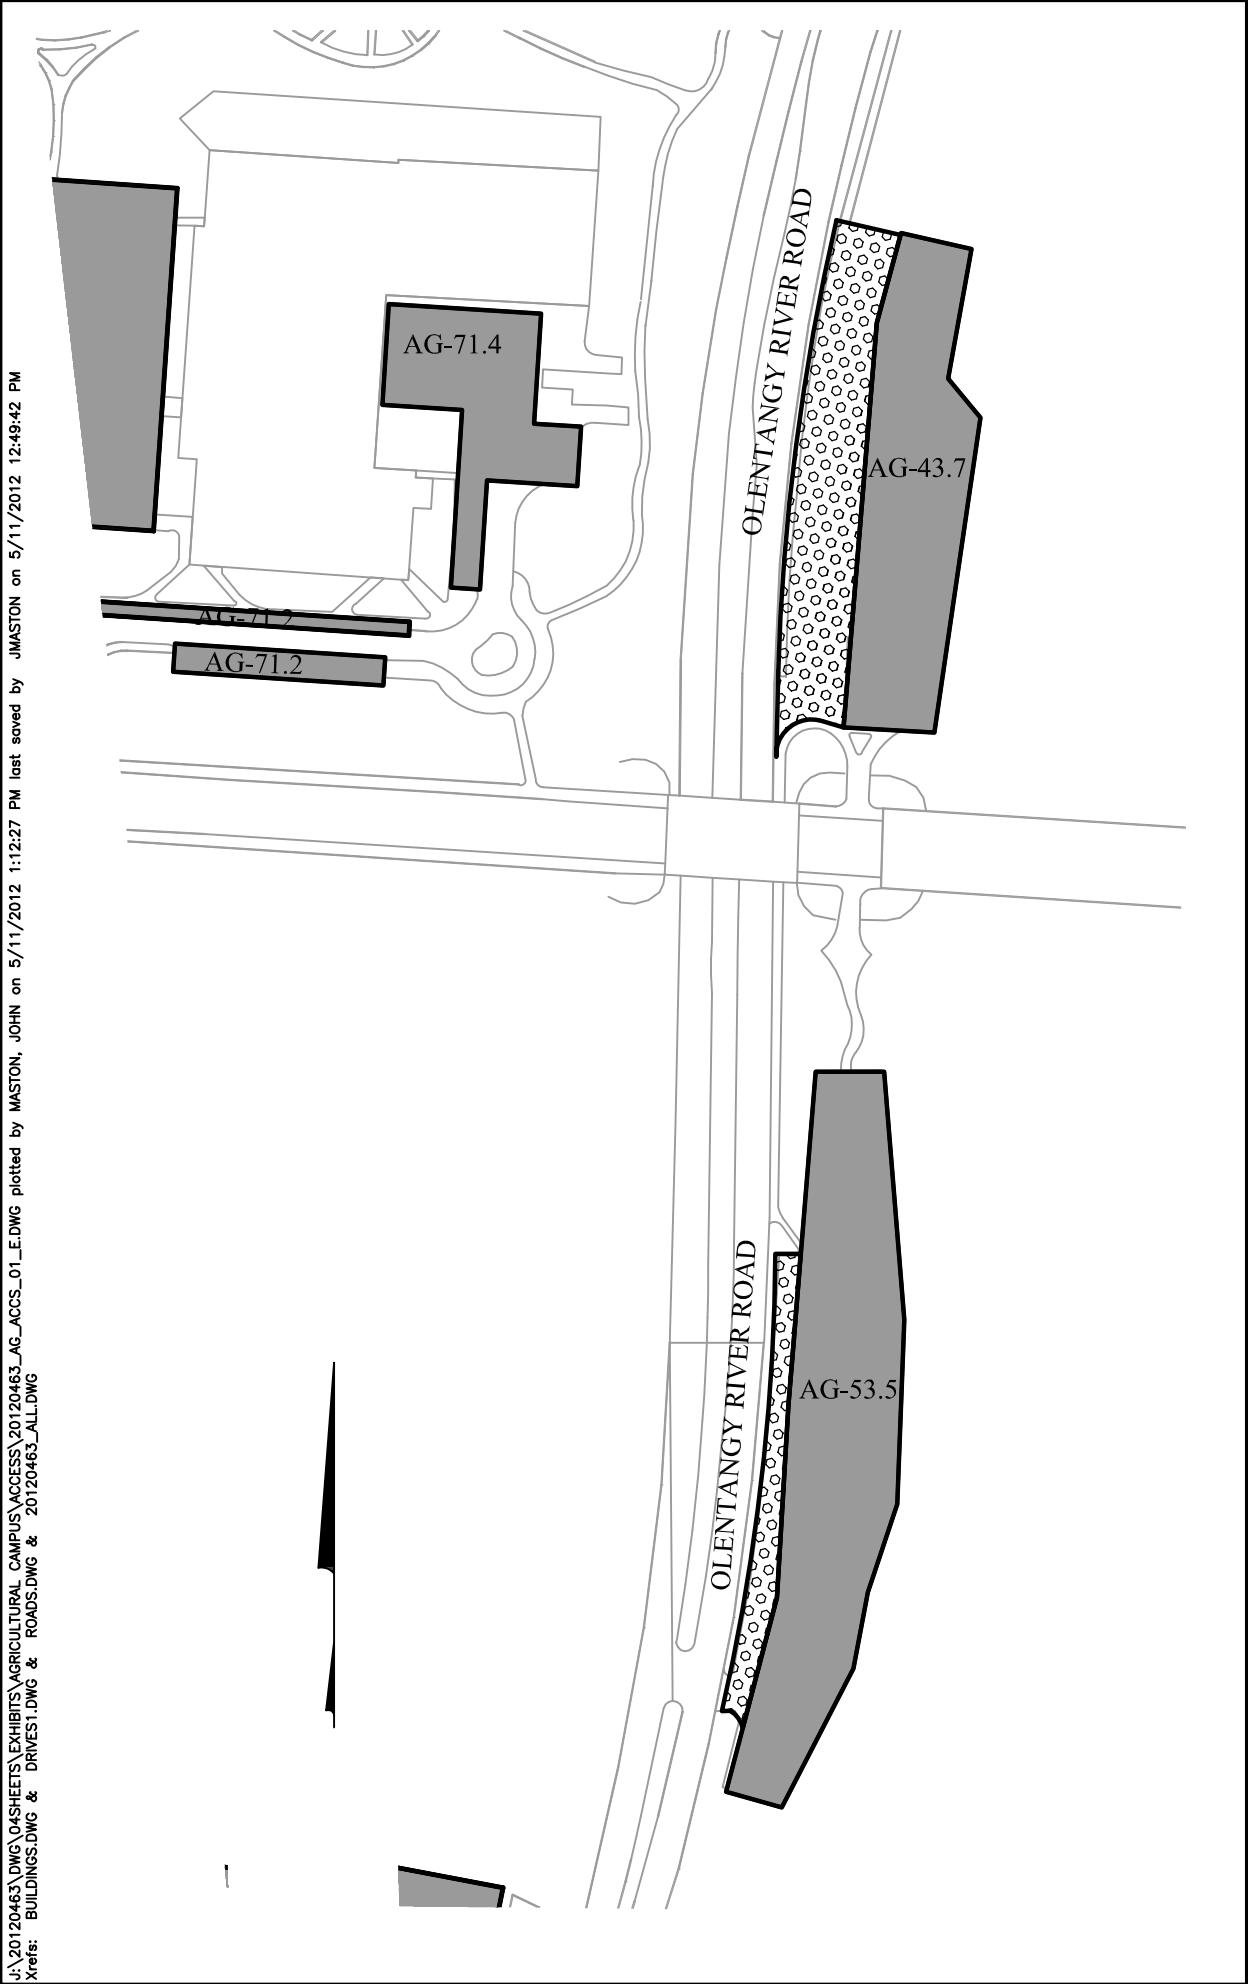 J:\20120463\DWG\04SHEETS\EXHIBITS\AGRICULTURAL CAMPUS\ACCESS\20120463_AG_ACCS_01_E.DWG plotted by MASTON, JOHN on 5/11/2012 1:12:27 PM last saved by JMASTON on 5/11/2012 12:49:42 PM
Xrefs: BUILDINGS.DWG & DRIVES1.DWG & ROADS.DWG & 20120463_ALL.DWG
OLENTANGY RIVER ROAD
AG-71.4
AG-43.7
AG-71.2
AG-71.2
OLENTANGY RIVER ROAD
AG-53.5